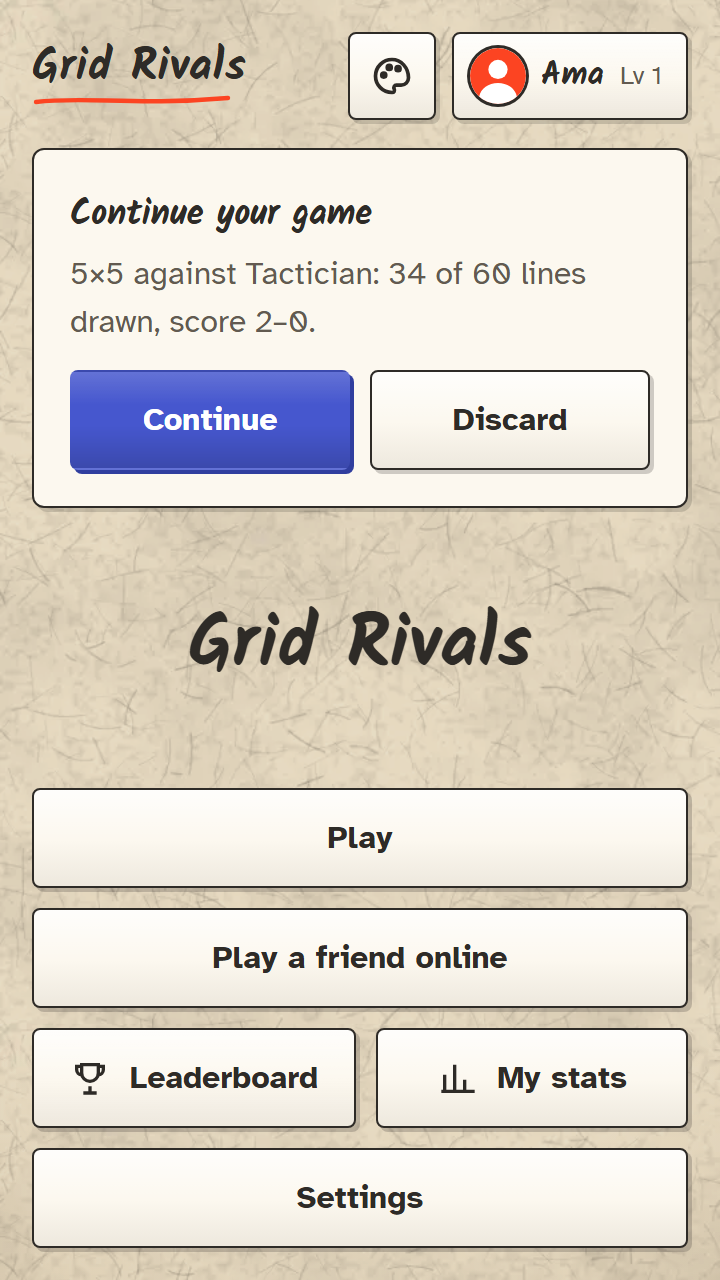 Grid Rivals
Ama Lv 1
Continue your game
5×5 against Tactician: 34 of 60 lines
drawn, score 2–0.
Continue
Discard
Grid Rivals
Play
Play a friend online
Leaderboard
My stats
Settings